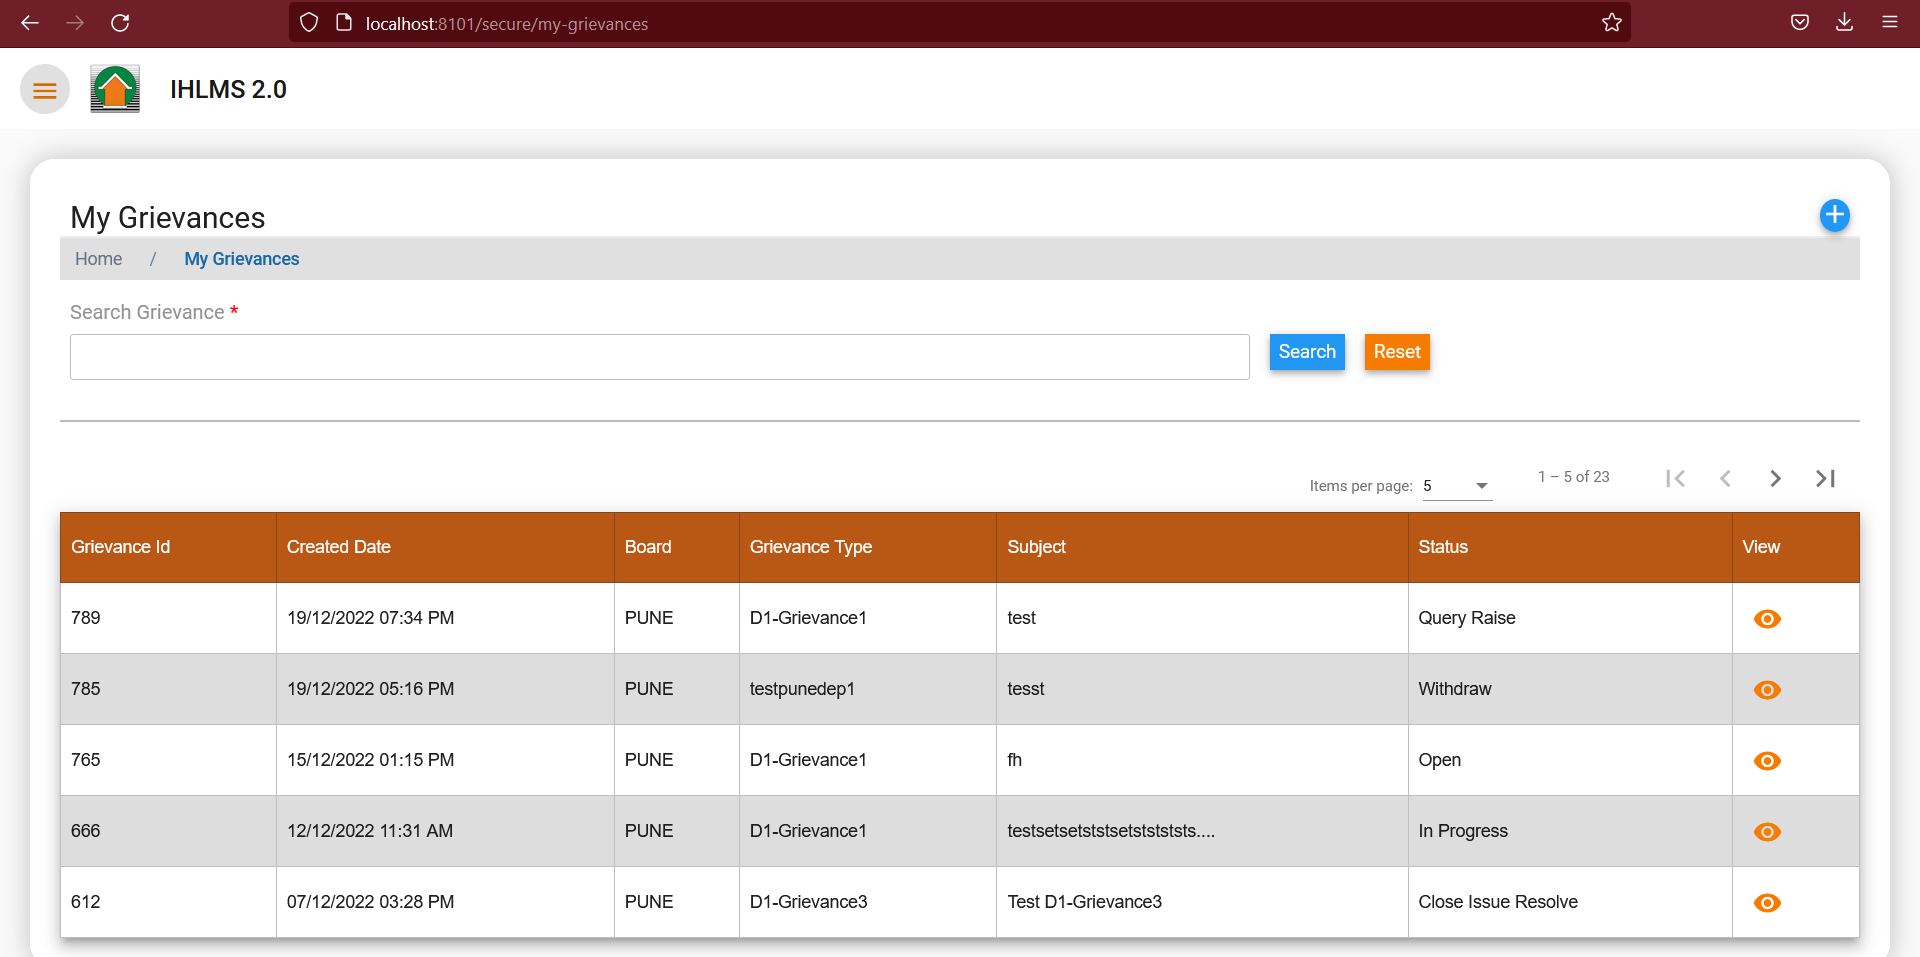 localhost:8101/secure/my-grievances
IHLMS 2.0
My Grievances
Home / My Grievances
Search Grievance *
Search Reset
Items per page: 5 1 – 5 of 23
Grievance Id Created Date Board Grievance Type Subject Status View
789 19/12/2022 07:34 PM PUNE D1-Grievance1 test Query Raise
785 19/12/2022 05:16 PM PUNE testpunedep1 tesst Withdraw
765 15/12/2022 01:15 PM PUNE D1-Grievance1 fh Open
666 12/12/2022 11:31 AM PUNE D1-Grievance1 testsetsetststsetststststs.... In Progress
612 07/12/2022 03:28 PM PUNE D1-Grievance3 Test D1-Grievance3 Close Issue Resolve